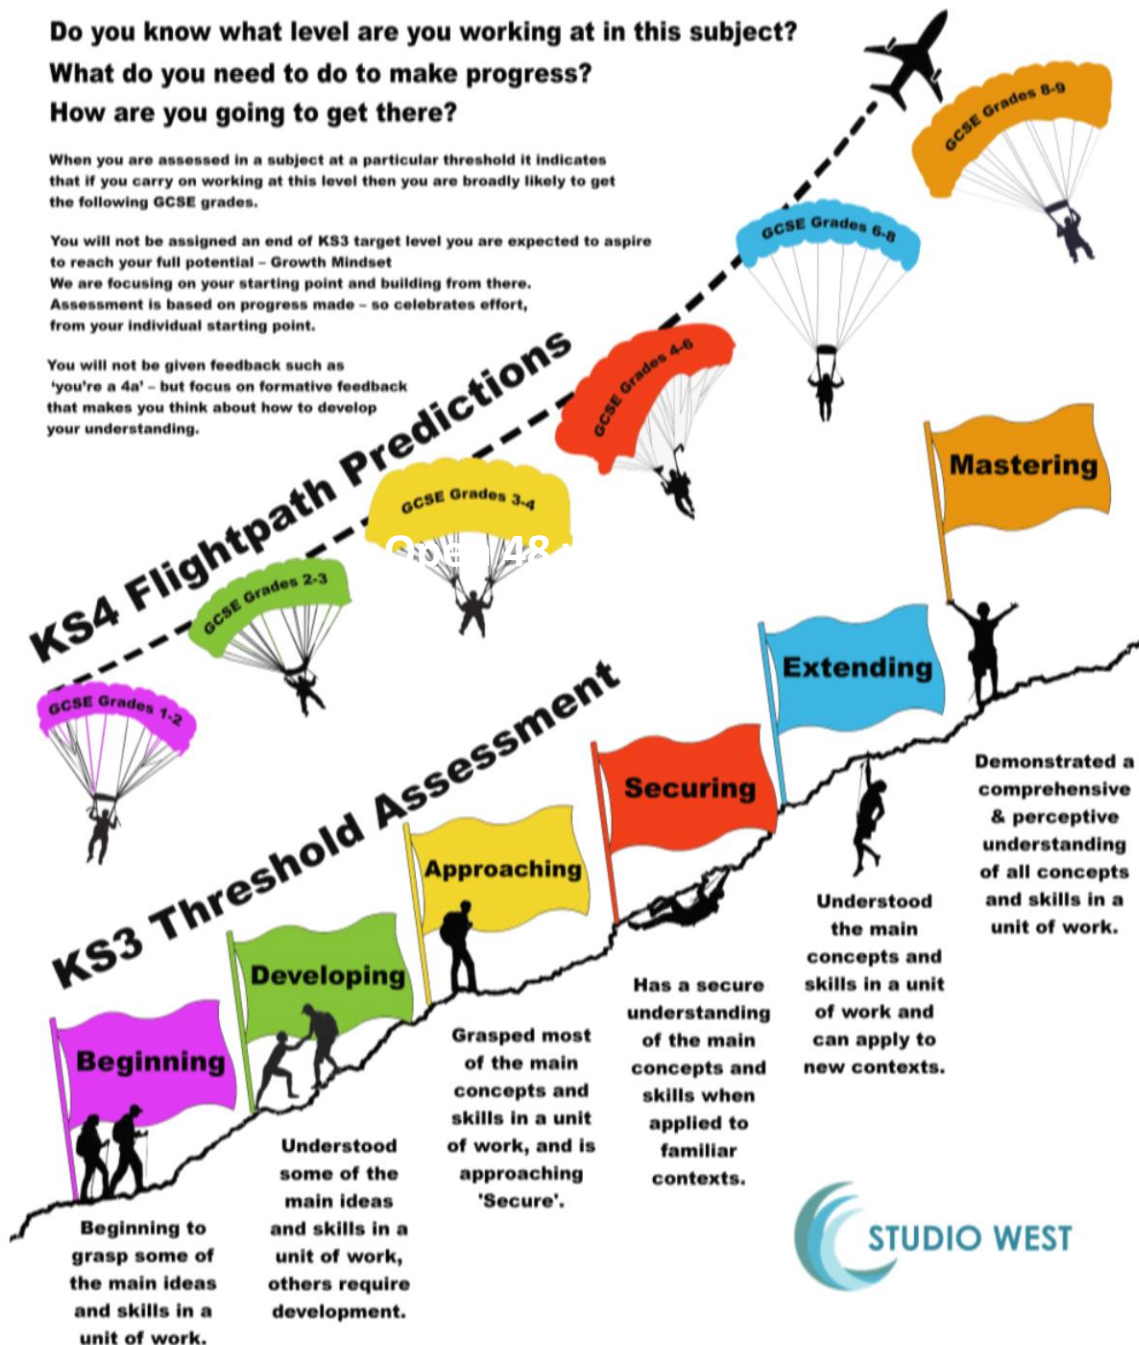 Do you know what level are you working at in this subject?
What do you need to do to make progress?
How are you going to get there?
When you are assessed in a subject at a particular threshold it indicates
that if you carry on working at this level then you are broadly likely to get
the following GCSE grades.
You will not be assigned an end of KS3 target level you are expected to aspire
to reach your full potential – Growth Mindset
We are focusing on your starting point and building from there.
Assessment is based on progress made – so celebrates effort,
from your individual starting point.
You will not be given feedback such as
'you're a 4a' – but focus on formative feedback
that makes you think about how to develop
your understanding.
KS4 Flightpath Predictions
GCSE Grades 1-2
GCSE Grades 2-3
GCSE Grades 3-4
GCSE Grades 4-6
GCSE Grades 6-8
GCSE Grades 8-9
48
KS3 Threshold Assessment
Beginning
Beginning to
grasp some of
the main ideas
and skills in a
unit of work.
Developing
Understood
some of the
main ideas
and skills in a
unit of work,
others require
development.
Approaching
Grasped most
of the main
concepts and
skills in a unit
of work, and is
approaching
'Secure'.
Securing
Has a secure
understanding
of the main
concepts and
skills when
applied to
familiar
contexts.
Extending
Understood
the main
concepts and
skills in a unit
of work and
can apply to
new contexts.
Mastering
Demonstrated a
comprehensive
& perceptive
understanding
of all concepts
and skills in a
unit of work.
STUDIO WEST